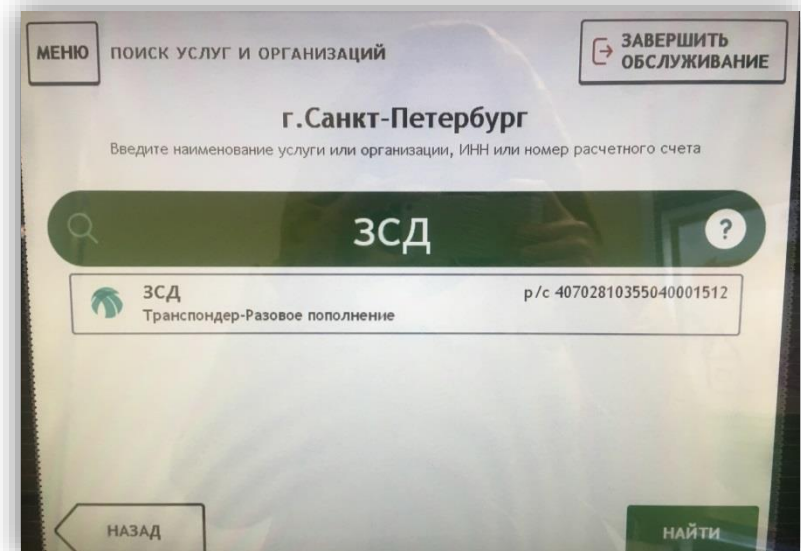 МЕНЮ
ПОИСК УСЛУГ И ОРГАНИЗАЦИЙ
ЗАВЕРШИТЬ
ОБСЛУЖИВАНИЕ
г.Санкт-Петербург
Введите наименование услуги или организации, ИНН или номер расчетного счета
ЗСД
?
ЗСД
р/с 40702810355040001512
Транспондер-Разовое пополнение
НАЗАД
НАЙТИ